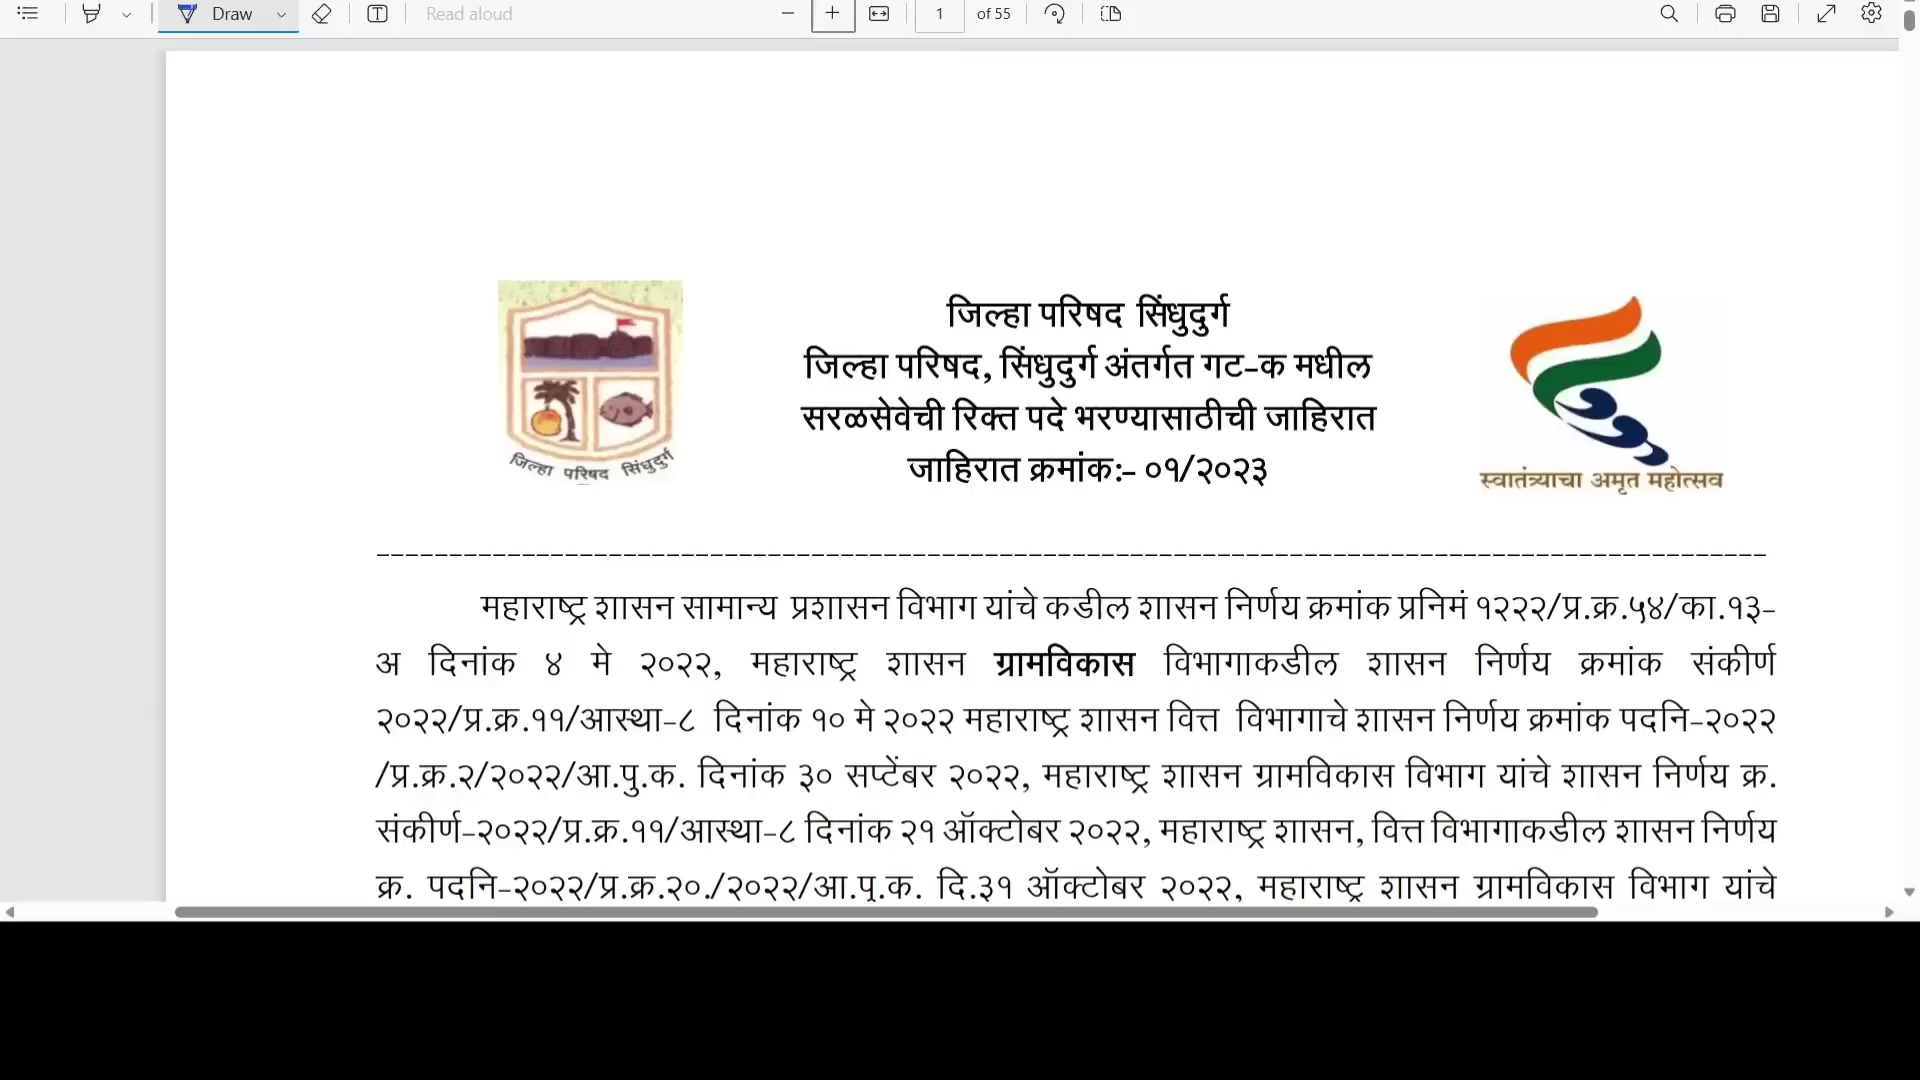 Draw
Read aloud
1 of 55
जिल्हा परिषद सिंधुदुर्ग
जिल्हा परिषद, सिंधुदुर्ग अंतर्गत गट-क मधील
सरळसेवेची रिक्त पदे भरण्यासाठीची जाहिरात
जाहिरात क्रमांक:- ०१/२०२३
जिल्हा परिषद सिंधुदुर्ग
स्वातंत्र्याचा अमृत महोत्सव
महाराष्ट्र शासन सामान्य प्रशासन विभाग यांचे कडील शासन निर्णय क्रमांक प्रनिमं १२२२/प्र.क्र.५४/का.१३-
अ दिनांक ४ मे २०२२, महाराष्ट्र शासन ग्रामविकास विभागाकडील शासन निर्णय क्रमांक संकीर्ण
२०२२/प्र.क्र.११/आस्था-८ दिनांक १० मे २०२२ महाराष्ट्र शासन वित्त विभागाचे शासन निर्णय क्रमांक पदनि-२०२२
/प्र.क्र.२/२०२२/आ.पु.क. दिनांक ३० सप्टेंबर २०२२, महाराष्ट्र शासन ग्रामविकास विभाग यांचे शासन निर्णय क्र.
संकीर्ण-२०२२/प्र.क्र.११/आस्था-८ दिनांक २१ ऑक्टोबर २०२२, महाराष्ट्र शासन, वित्त विभागाकडील शासन निर्णय
क्र. पदनि-२०२२/प्र.क्र.२०./२०२२/आ.पु.क. दि.३१ ऑक्टोबर २०२२, महाराष्ट्र शासन ग्रामविकास विभाग यांचे